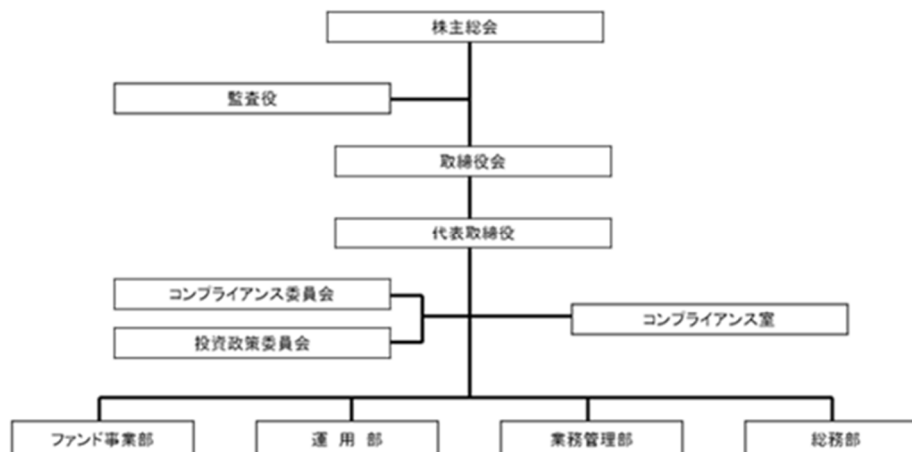 株主総会
監査役
取締役会
代表取締役
コンプライアンス委員会
コンプライアンス室
投資政策委員会
ファンド事業部
運 用 部
業務管理部
総務部